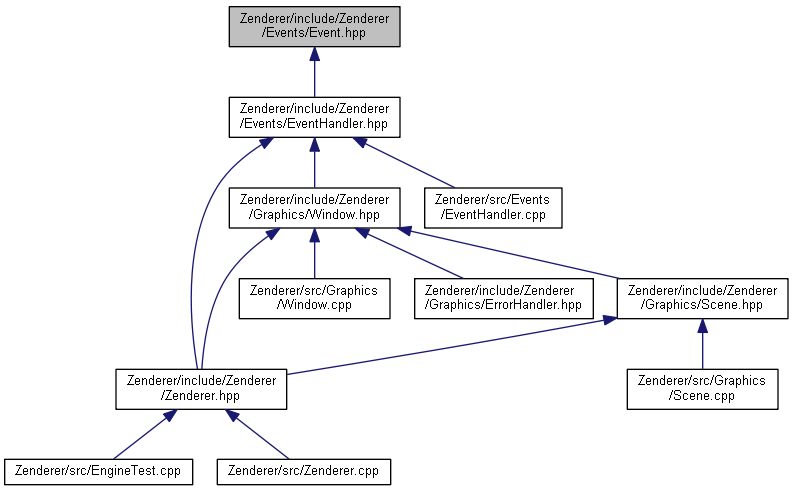 Zenderer/include/Zenderer
/Events/Event.hpp
Zenderer/include/Zenderer
/Events/EventHandler.hpp
Zenderer/include/Zenderer
/Graphics/Window.hpp
Zenderer/src/Events
/EventHandler.cpp
Zenderer/src/Graphics
/Window.cpp
Zenderer/include/Zenderer
/Graphics/ErrorHandler.hpp
Zenderer/include/Zenderer
/Graphics/Scene.hpp
Zenderer/include/Zenderer
/Zenderer.hpp
Zenderer/src/Graphics
/Scene.cpp
Zenderer/src/EngineTest.cpp
Zenderer/src/Zenderer.cpp